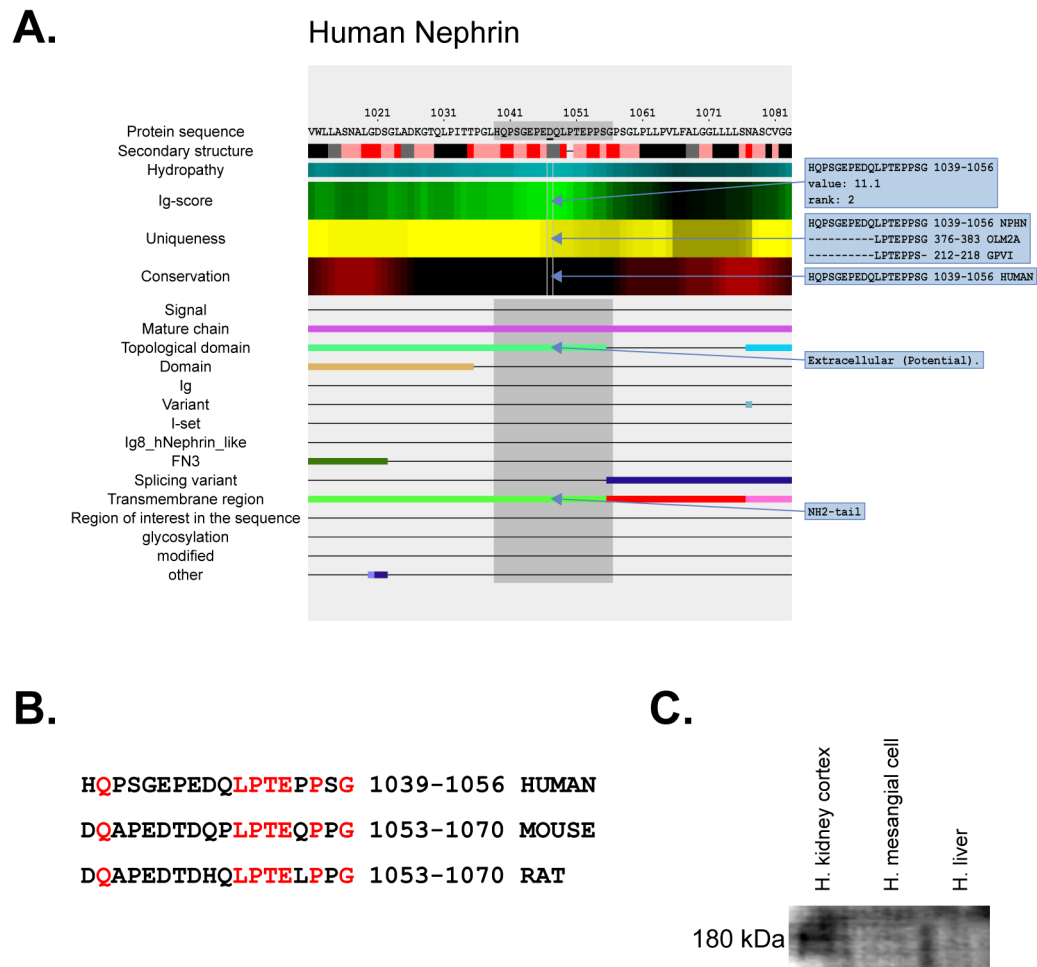 A.
Human Nephrin
1021 1031 1041 1051 1061 1071 1081
Protein sequence VWLLASNALGDSGLADKGTQLPITTPGLHQPSGEPEDQLPTEPPSGPSGLPLLPVLFALGGLLLLSNASCVGG
Secondary structure
Hydropathy
Ig-score
Uniqueness
Conservation
HQPSGEPEDQLPTEPPSG 1039-1056
value: 11.1
rank: 2
HQPSGEPEDQLPTEPPSG 1039-1056 NPHN
----------LPTEPPSG 376-383 OLM2A
----------LPTEPPS- 212-218 GPVI
HQPSGEPEDQLPTEPPSG 1039-1056 HUMAN
Signal
Mature chain
Topological domain
Extracellular (Potential).
Domain
Ig
Variant
I-set
Ig8_hNephrin_like
FN3
Splicing variant
Transmembrane region
NH2-tail
Region of interest in the sequence
glycosylation
modified
other
B.
HQPSGEPEDQLPTEPPSG 1039-1056 HUMAN
DQAPEDTDQPLPTEQPPG 1053-1070 MOUSE
DQAPEDTDHQLPTELPPG 1053-1070 RAT
C.
H. kidney cortex
H. mesangial cell
H. liver
180 kDa